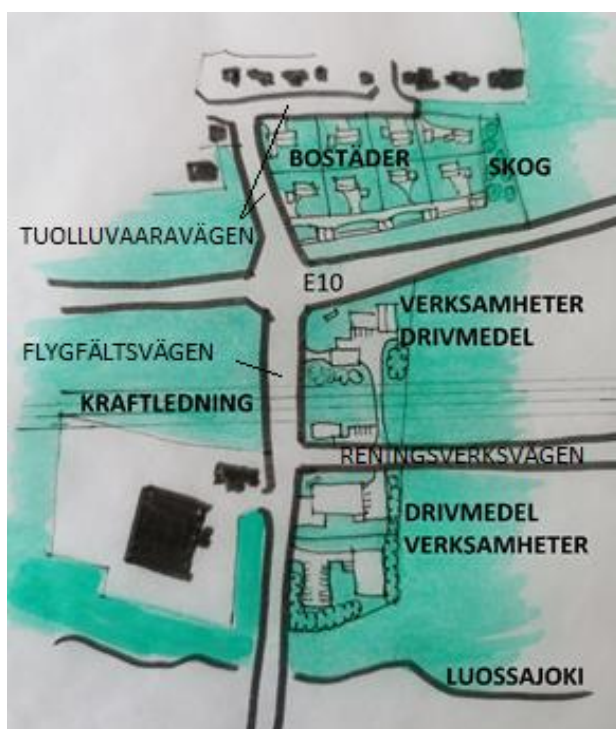 BOSTÄDER
SKOG
TUOLLUVAARAVÄGEN
E10
VERKSAMHETER
DRIVMEDEL
FLYGFÄLTSVÄGEN
KRAFTLEDNING
RENINGSVERKSVÄGEN
DRIVMEDEL
VERKSAMHETER
LUOSSAJOKI